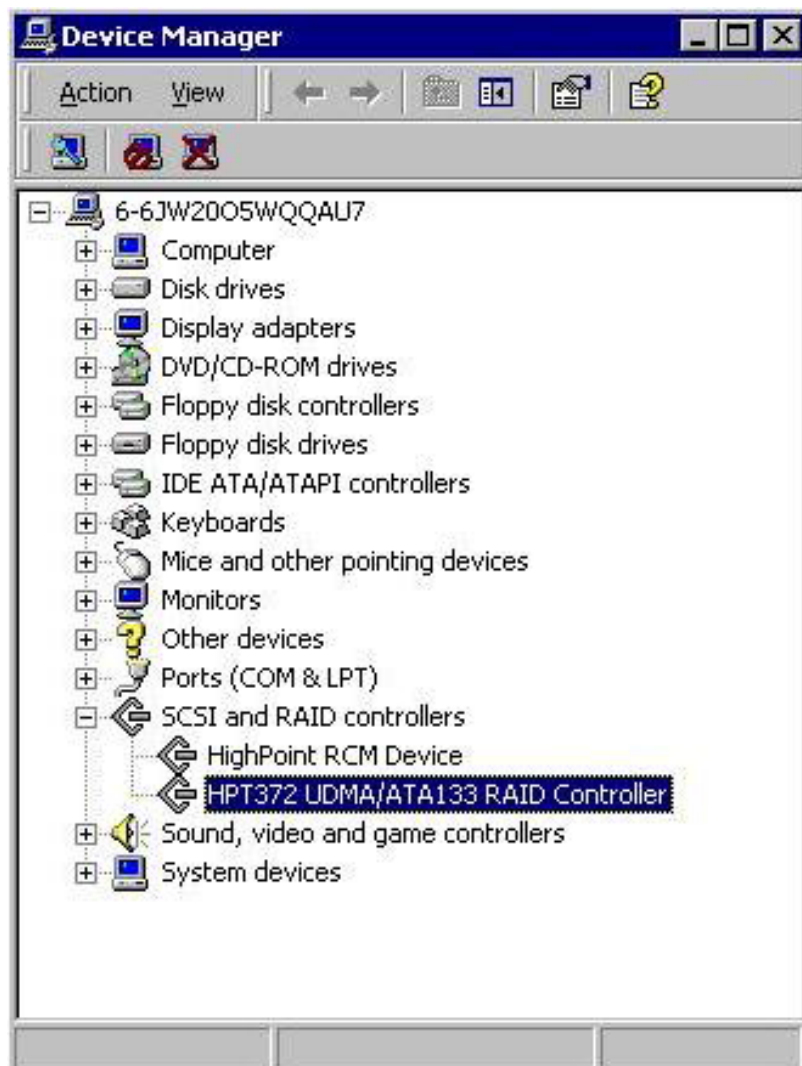 Device Manager
Action View
6-6JW20O5WQQAU7
Computer
Disk drives
Display adapters
DVD/CD-ROM drives
Floppy disk controllers
Floppy disk drives
IDE ATA/ATAPI controllers
Keyboards
Mice and other pointing devices
Monitors
Other devices
Ports (COM & LPT)
SCSI and RAID controllers
HighPoint RCM Device
HPT372 UDMA/ATA133 RAID Controller
Sound, video and game controllers
System devices